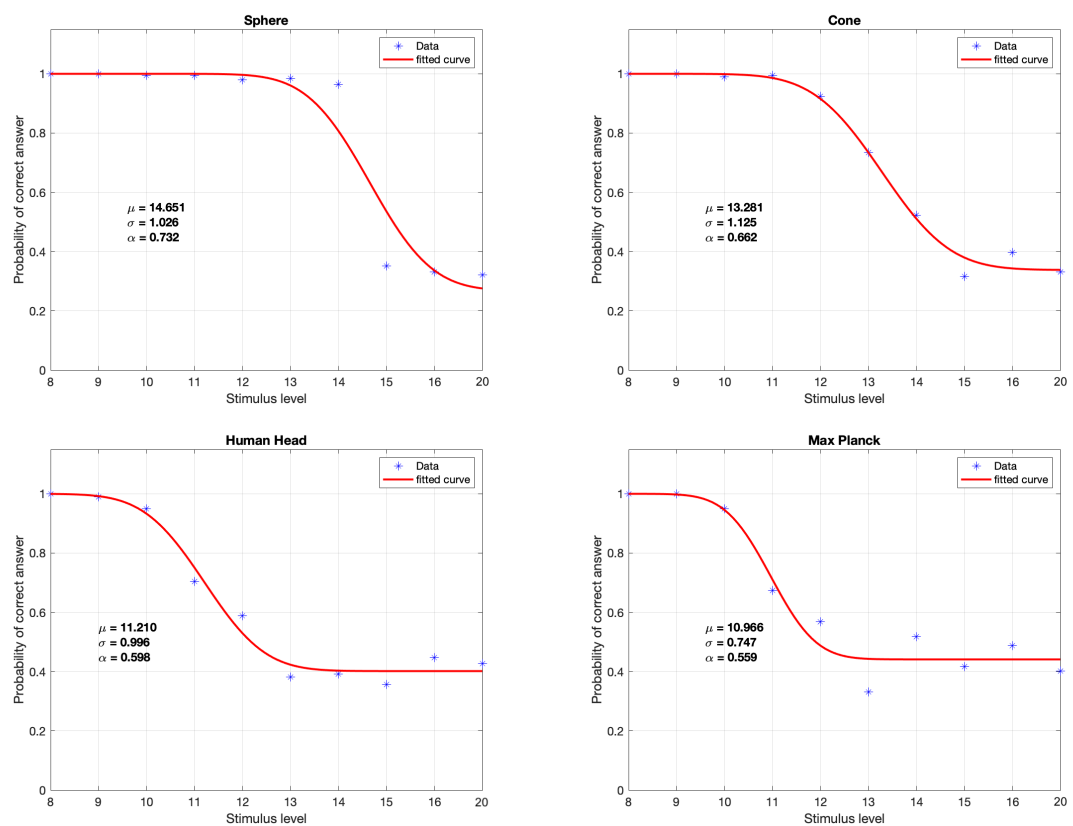 Sphere
Data
fitted curve
Probability of correct answer
1
0.8
0.6
0.4
0.2
0
μ = 14.651
σ = 1.026
α = 0.732
8 9 10 11 12 13 14 15 16 20
Stimulus level
Cone
Data
fitted curve
Probability of correct answer
1
0.8
0.6
0.4
0.2
0
μ = 13.281
σ = 1.125
α = 0.662
8 9 10 11 12 13 14 15 16 20
Stimulus level
Human Head
Data
fitted curve
Probability of correct answer
1
0.8
0.6
0.4
0.2
0
μ = 11.210
σ = 0.996
α = 0.598
8 9 10 11 12 13 14 15 16 20
Stimulus level
Max Planck
Data
fitted curve
Probability of correct answer
1
0.8
0.6
0.4
0.2
0
μ = 10.966
σ = 0.747
α = 0.559
8 9 10 11 12 13 14 15 16 20
Stimulus level